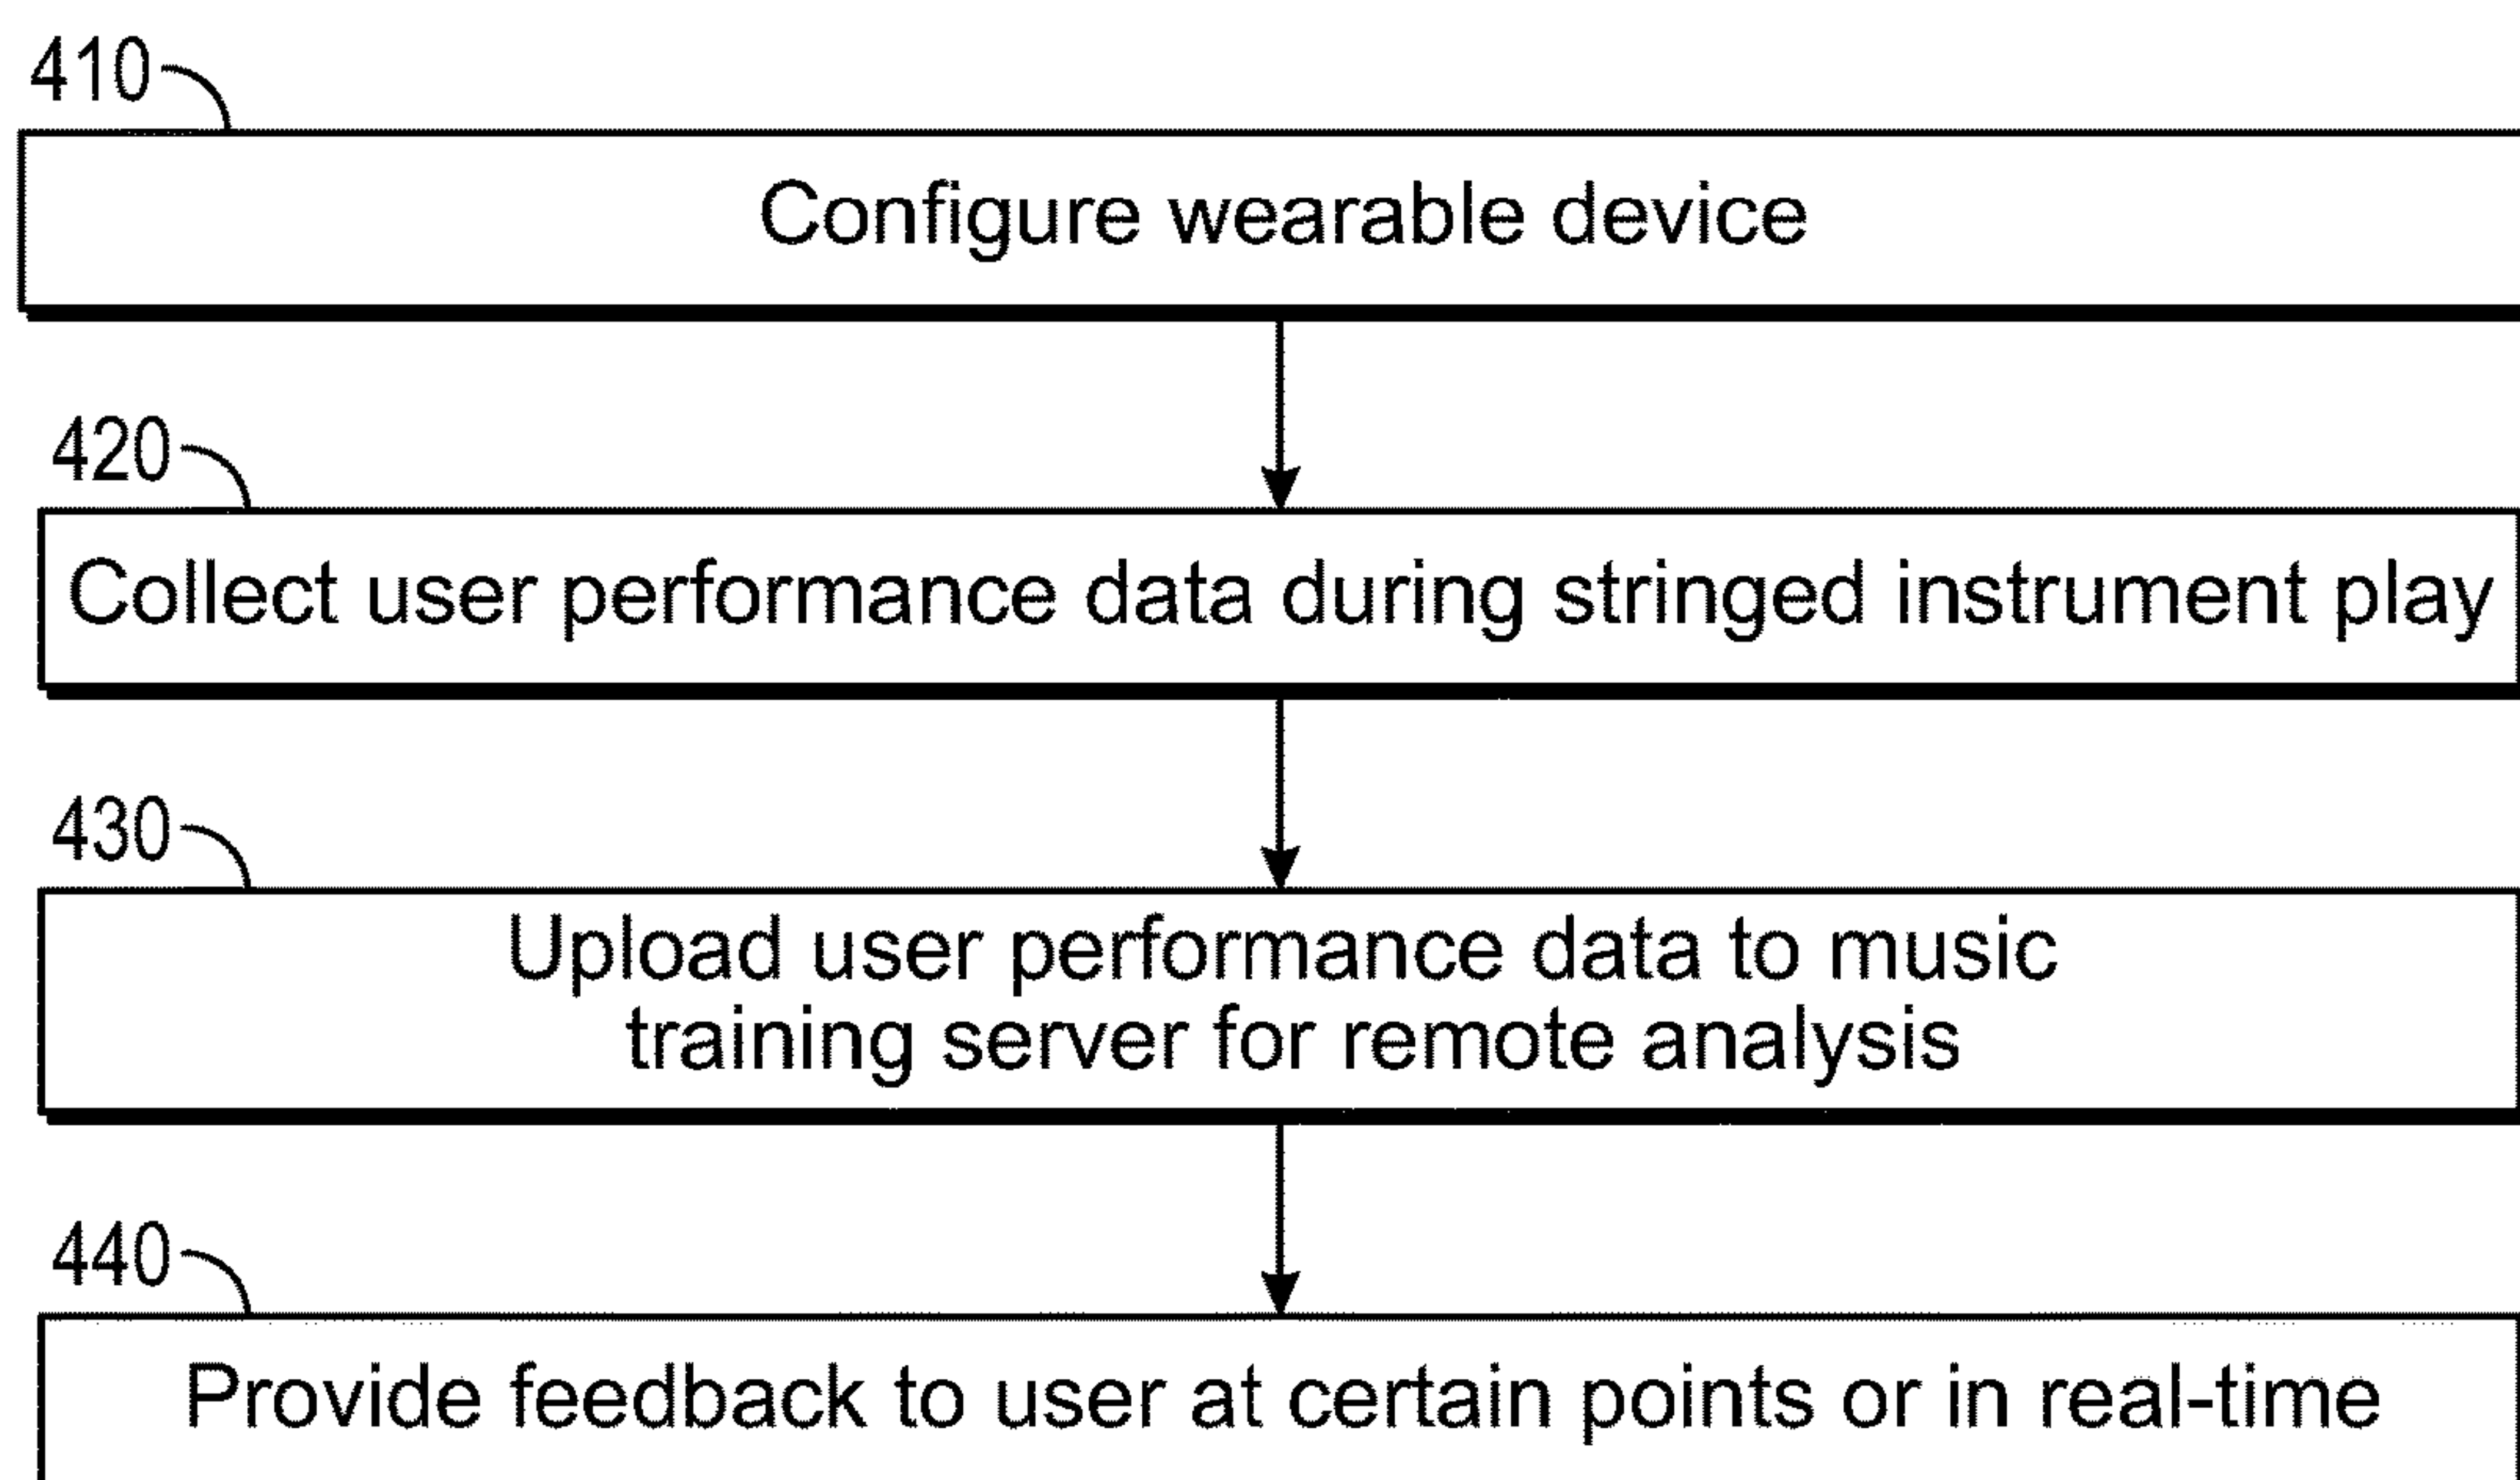 410
Configure wearable device
420
Collect user performance data during stringed instrument play
430
Upload user performance data to music
training server for remote analysis
440
Provide feedback to user at certain points or in real-time